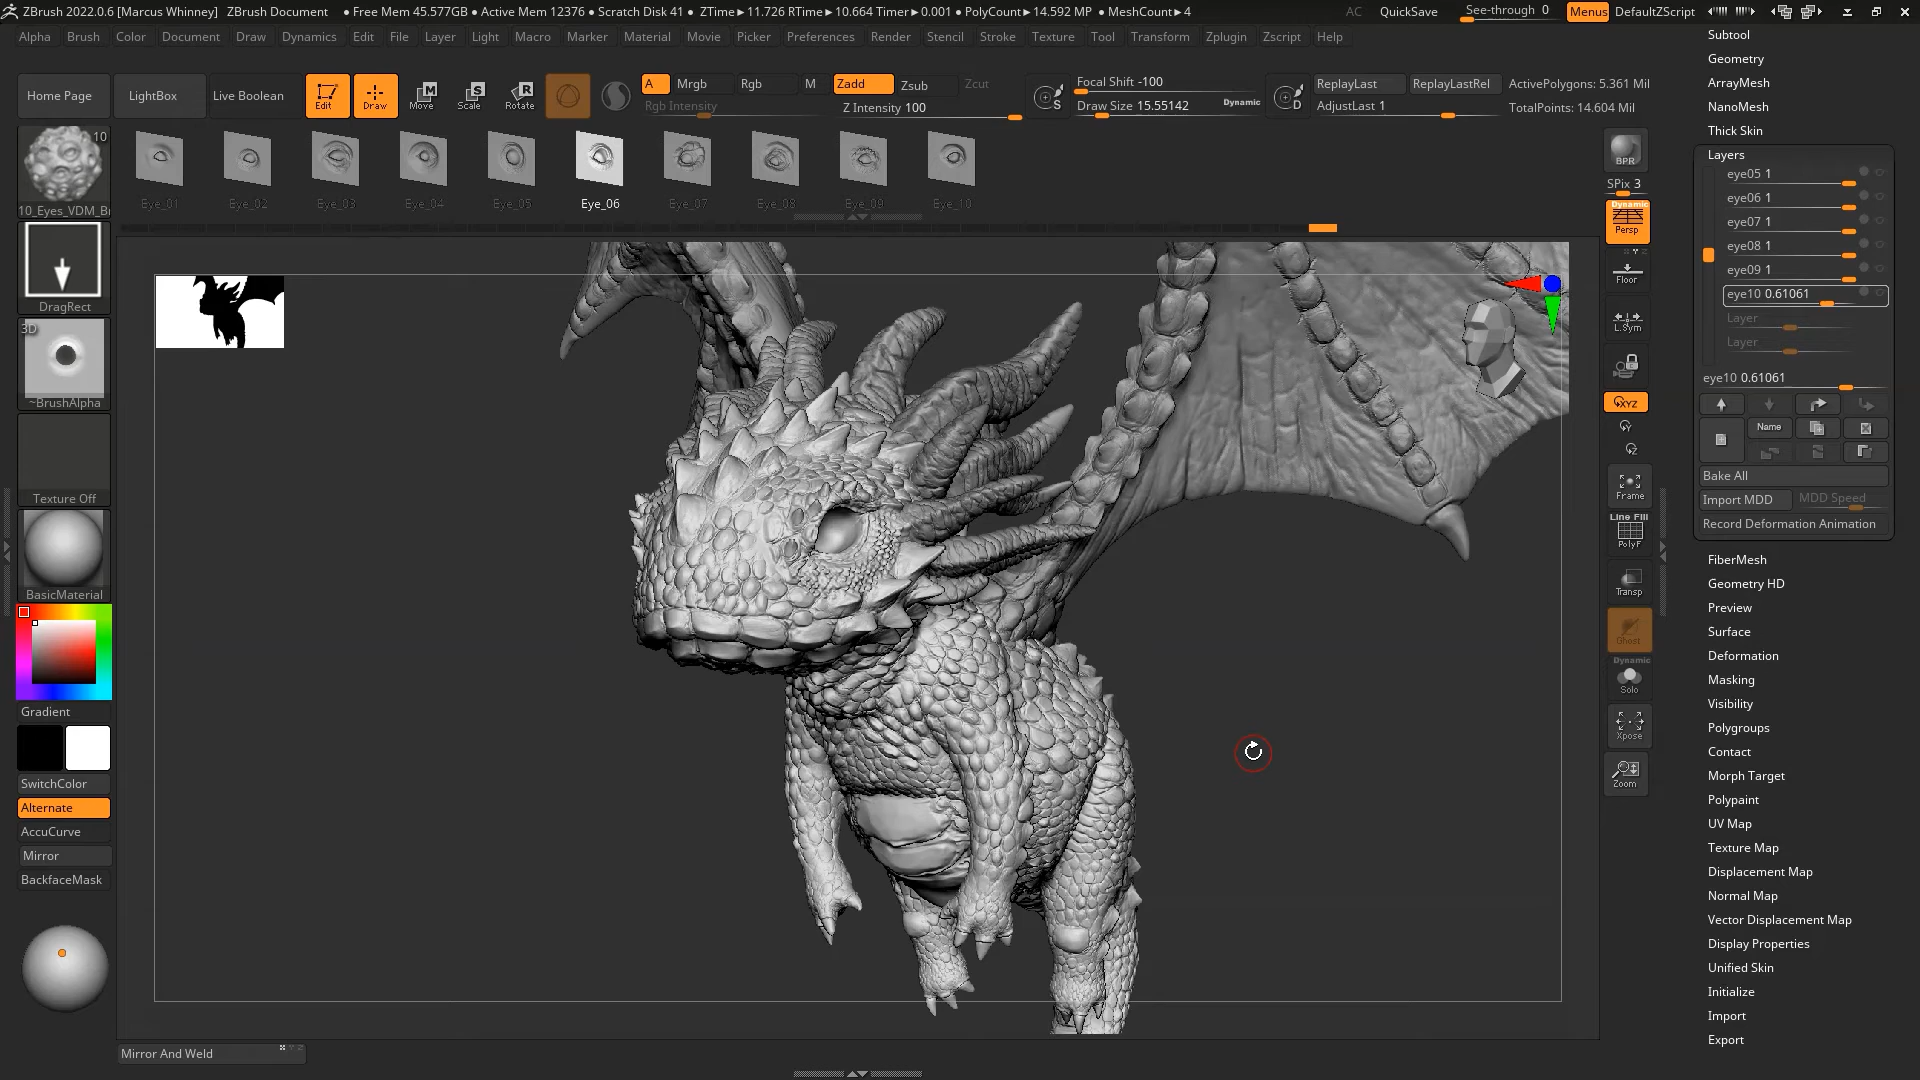 ZBrush 2022.0.6 [Marcus Whinney] ZBrush Document ● Free Mem 45.577GB ● Active Mem 12376 ● Scratch Disk 41 ● ZTime►11.726 RTime►10.664 Timer►0.001 ● PolyCount►14.592 MP ● MeshCount►4 AC QuickSave See-through 0 Menus DefaultZScript
Alpha Brush Color Document Draw Dynamics Edit File Layer Light Macro Marker Material Movie Picker Preferences Render Stencil Stroke Texture Tool Transform Zplugin Zscript Help
Home Page LightBox Live Boolean Edit Draw Move Scale Rotate
M S R
A Mrgb Rgb M Zadd Zsub Zcut
Rgb Intensity Z Intensity 100
Focal Shift -100
Draw Size 15.55142 Dynamic
S D
ReplayLast ReplayLastRel ActivePolygons: 5.361 Mil
AdjustLast 1 TotalPoints: 14.604 Mil
10
10_Eyes_VDM_Br
Eye_01 Eye_02 Eye_03 Eye_04 Eye_05 Eye_06 Eye_07 Eye_08 Eye_09 Eye_10
DragRect
3D
~BrushAlpha
Texture Off
BasicMaterial
Gradient
SwitchColor
Alternate
AccuCurve
Mirror
BackfaceMask
Mirror And Weld
BPR
SPix 3
Dynamic
Persp
Floor
L.Sym
XYZ
Y
Z
Frame
Line Fill
PolyF
Transp
Ghost
Dynamic
Solo
Xpose
Zoom
Subtool
Geometry
ArrayMesh
NanoMesh
Thick Skin
Layers
eye05 1
eye06 1
eye07 1
eye08 1
eye09 1
eye10 0.61061
Layer
Layer
eye10 0.61061
Name
Bake All
Import MDD MDD Speed
Record Deformation Animation
FiberMesh
Geometry HD
Preview
Surface
Deformation
Masking
Visibility
Polygroups
Contact
Morph Target
Polypaint
UV Map
Texture Map
Displacement Map
Normal Map
Vector Displacement Map
Display Properties
Unified Skin
Initialize
Import
Export